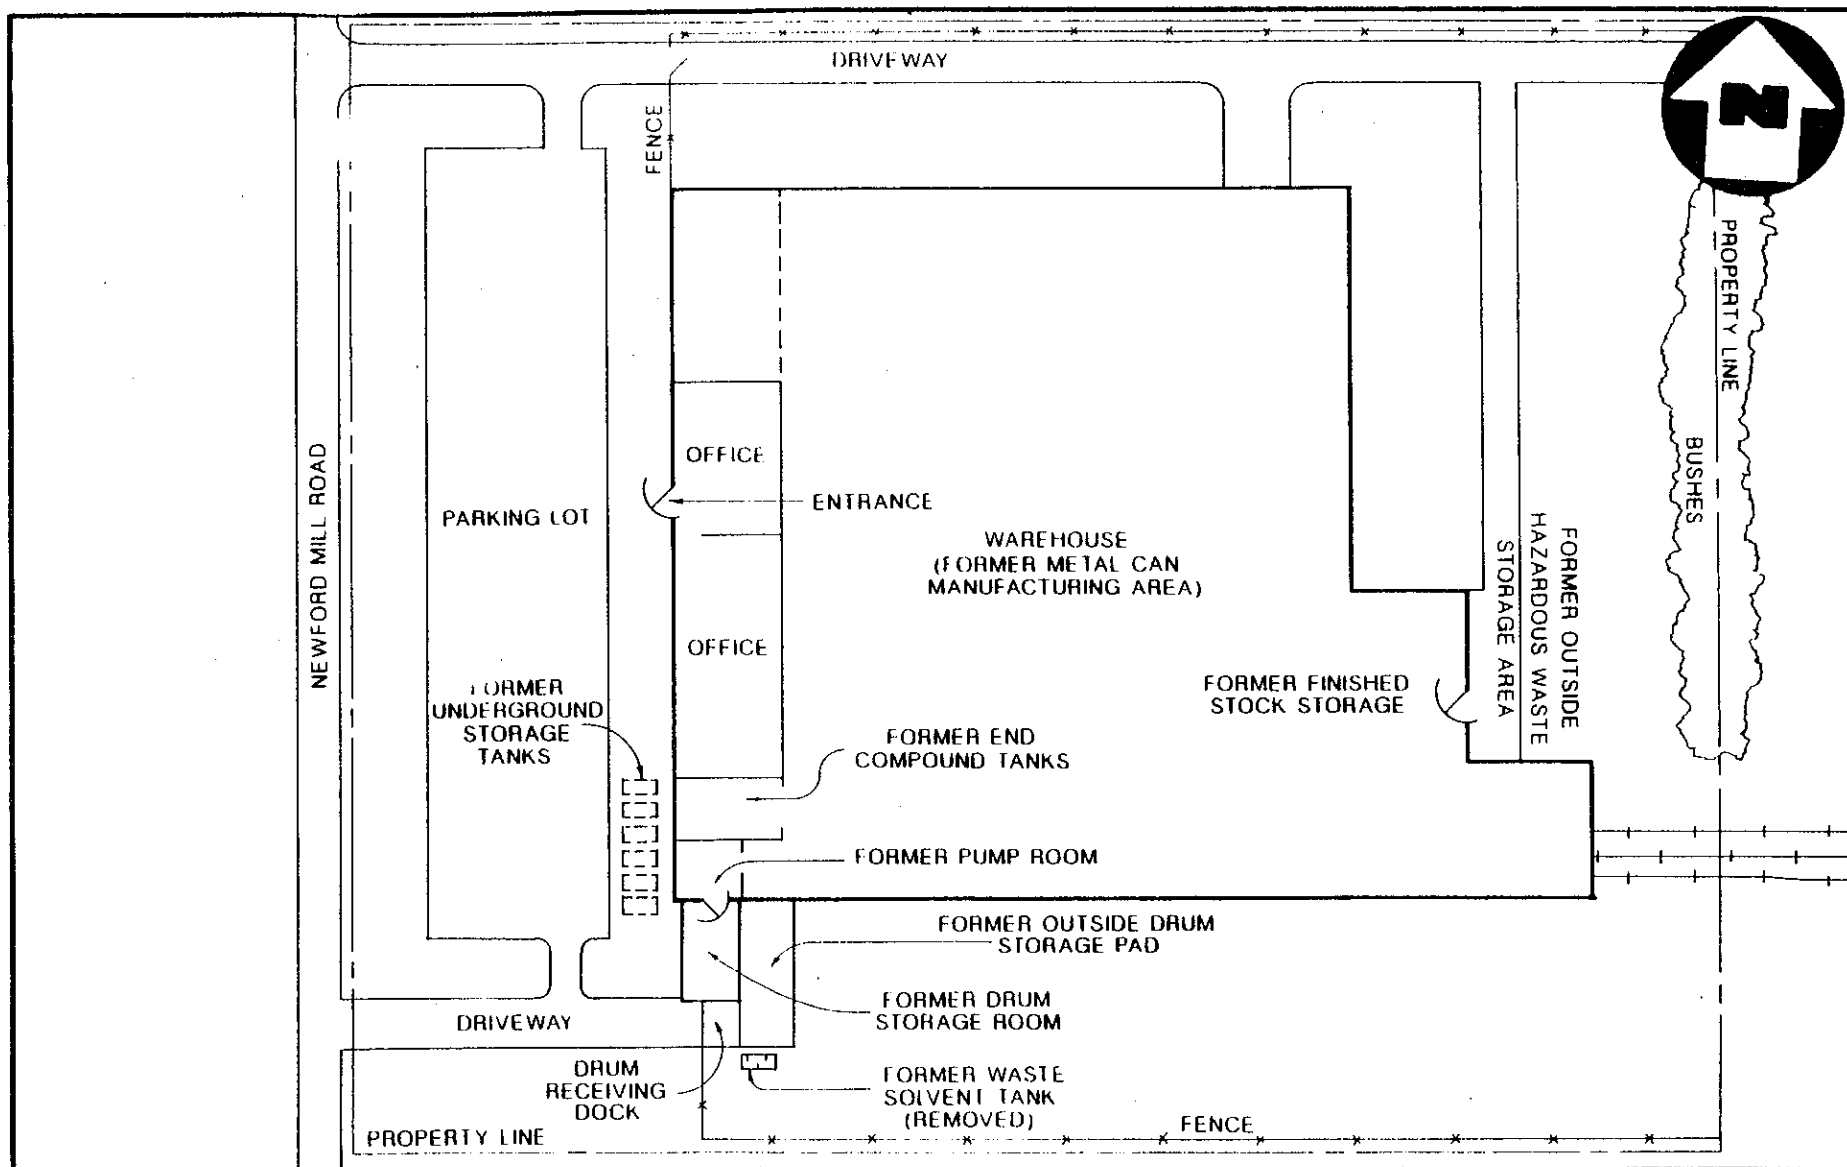 DRIVEWAY
N
FENCE
PROPERTY LINE
BUSHES
OFFICE
ENTRANCE
PARKING LOT
NEWFORD MILL ROAD
WAREHOUSE
(FORMER METAL CAN
MANUFACTURING AREA)
FORMER OUTSIDE
HAZARDOUS WASTE
STORAGE AREA
OFFICE
FORMER
UNDERGROUND
STORAGE
TANKS
FORMER FINISHED
STOCK STORAGE
FORMER END
COMPOUND TANKS
FORMER PUMP ROOM
FORMER OUTSIDE DRUM
STORAGE PAD
FORMER DRUM
STORAGE ROOM
DRIVEWAY
DRUM
RECEIVING
DOCK
FORMER WASTE
SOLVENT TANK
(REMOVED)
FENCE
PROPERTY LINE